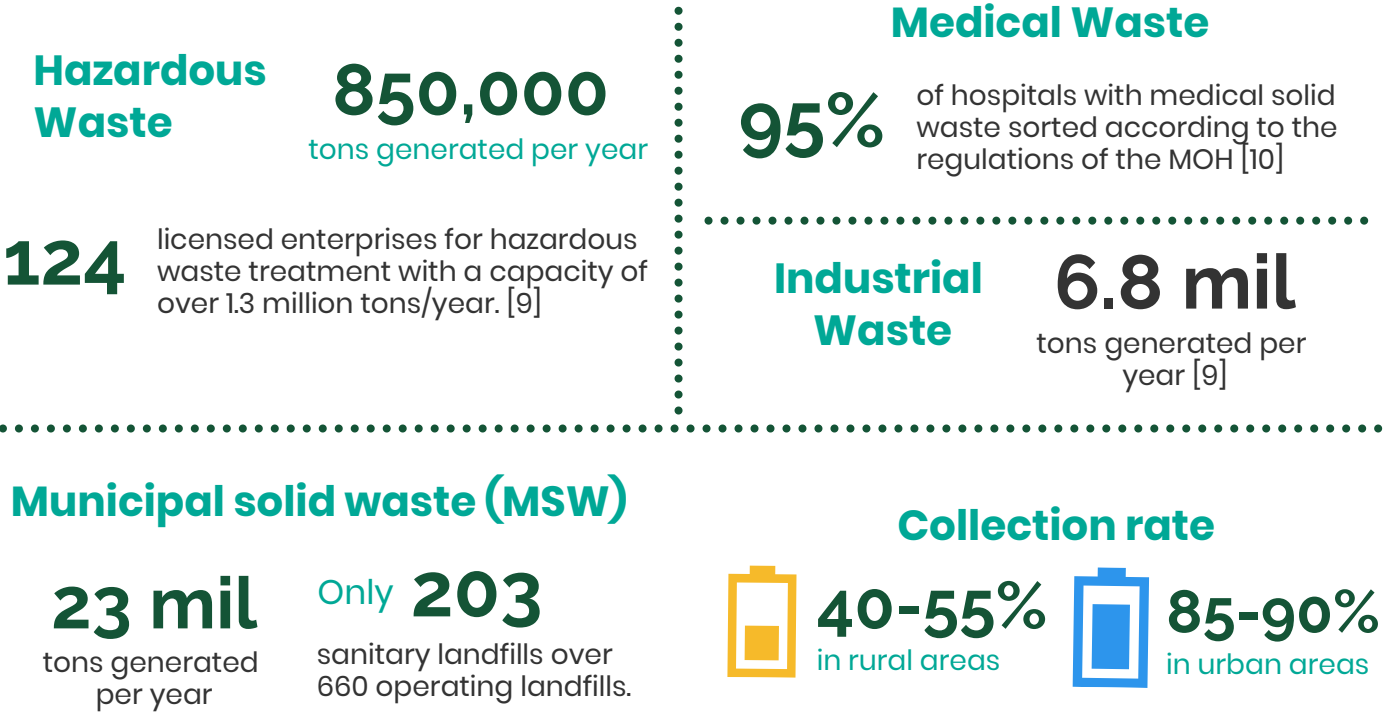 Hazardous
Waste
850,000
tons generated per year
124
licensed enterprises for hazardous
waste treatment with a capacity of
over 1.3 million tons/year. [9]
Medical Waste
95%
of hospitals with medical solid
waste sorted according to the
regulations of the MOH [10]
Industrial
Waste
6.8 mil
tons generated per
year [9]
Municipal solid waste (MSW)
23 mil
tons generated
per year
Only 203
sanitary landfills over
660 operating landfills.
Collection rate
40-55%
in rural areas
85-90%
in urban areas